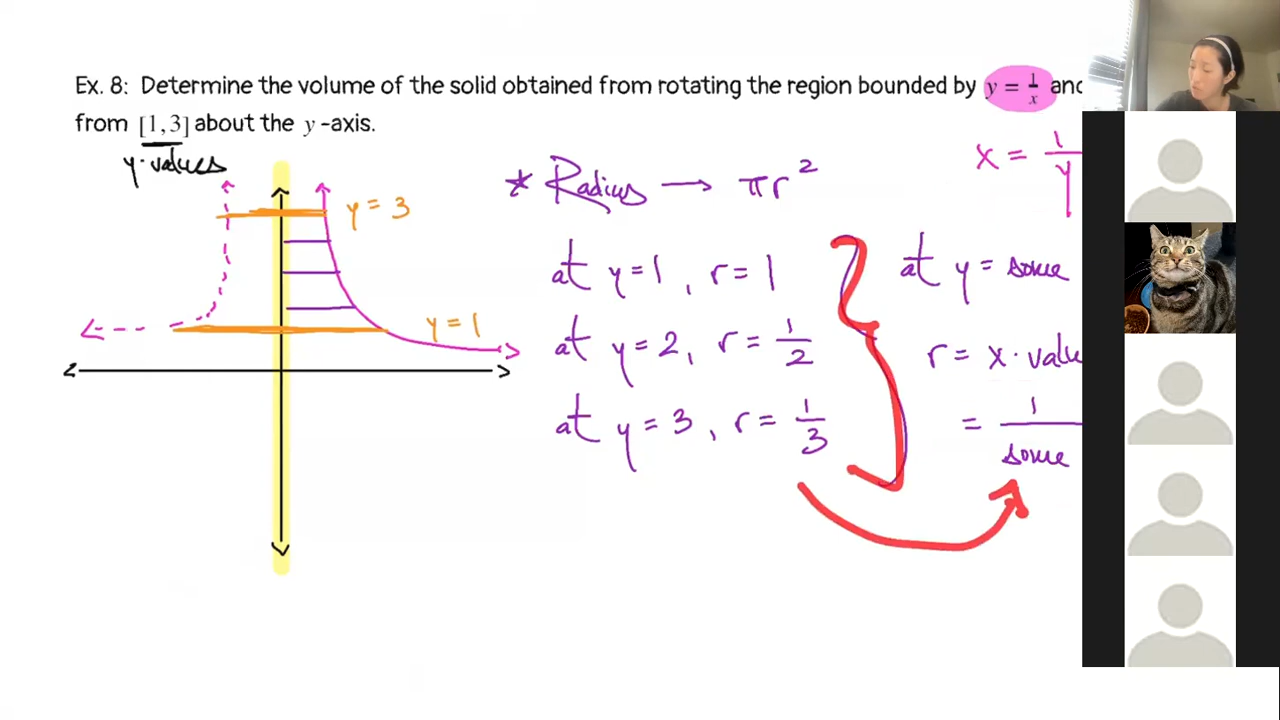 Ex. 8: Determine the volume of the solid obtained from rotating the region bounded by y = 1/x and
from [1,3] about the y-axis.
y-values
y = 3
y = 1
* Radius → πr²
x = 1/y
at y=1, r= 1
at y=2, r= 1/2
at y= 3, r= 1/3
at y= some
r= x-valu
= 1/some